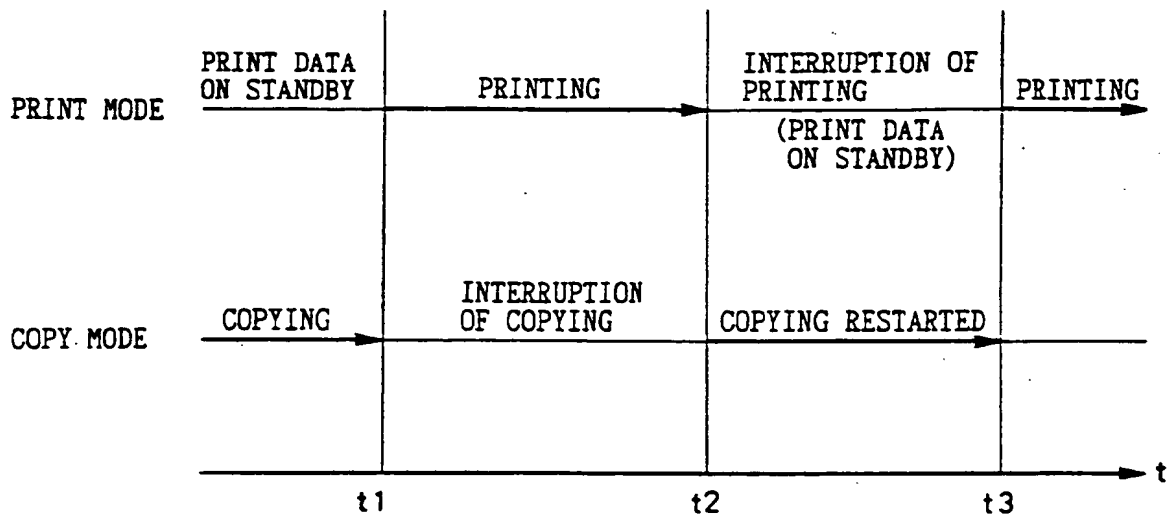 PRINT DATA
ON STANDBY
PRINTING
INTERRUPTION OF
PRINTING
PRINTING
PRINT MODE
(PRINT DATA
ON STANDBY)
INTERRUPTION
OF COPYING
COPYING
COPYING RESTARTED
COPY MODE
t
t1
t2
t3